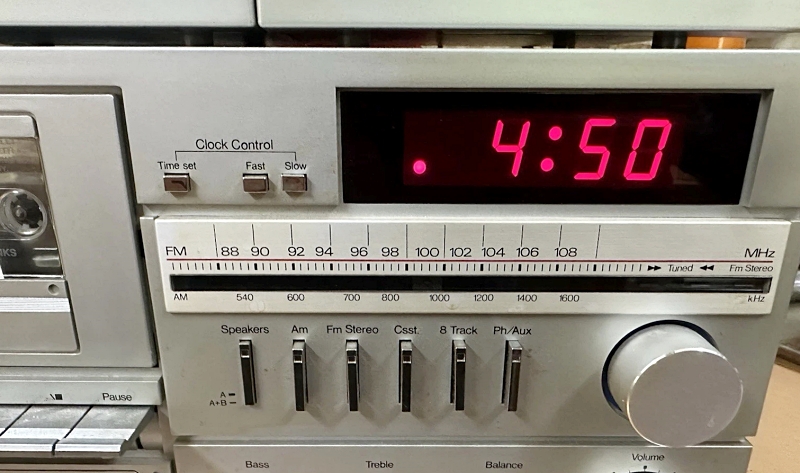 4:50
Clock Control
Time set Fast Slow
FM 88 90 92 94 96 98 100 102 104 106 108 MHz
Tuned Fm Stereo
AM 540 600 700 800 1000 1200 1400 1600 kHz
Speakers Am Fm Stereo Csst. 8 Track Ph/Aux
A
A+B
Pause
Bass Treble Balance Volume